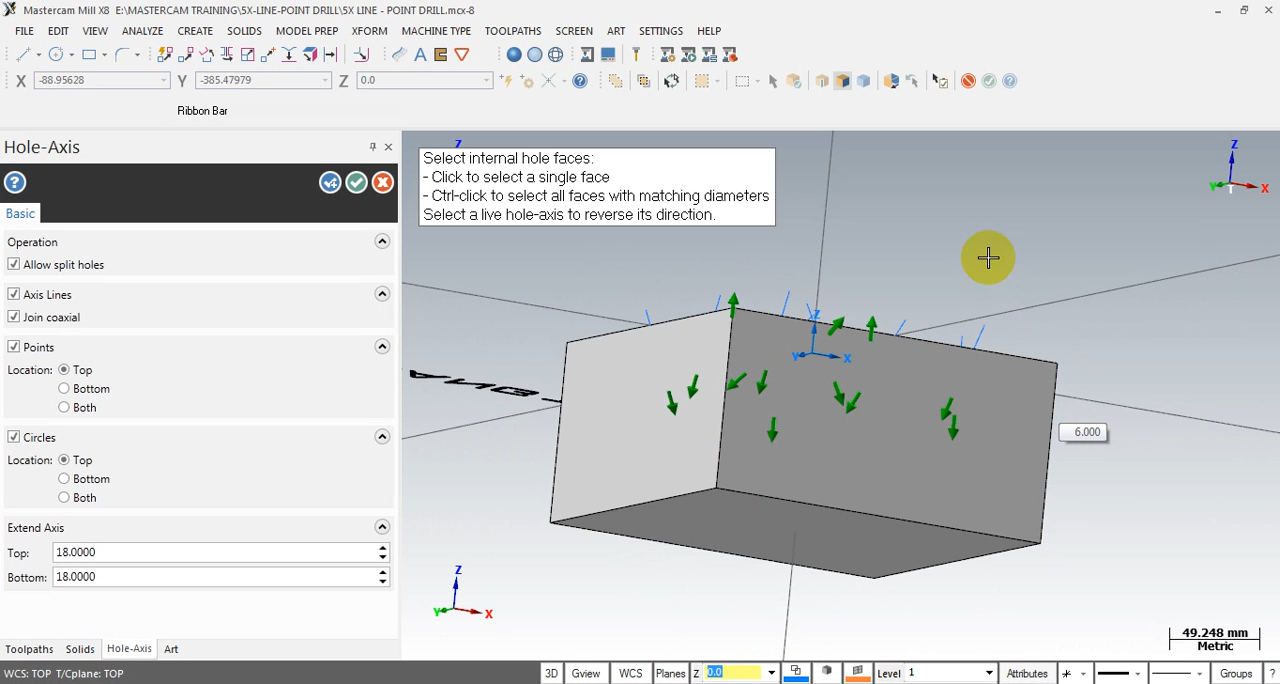 Mastercam Mill X8 E:\MASTERCAM TRAINING\5X-LINE-POINT DRILL\5X LINE - POINT DRILL.mcx-8
FILE EDIT VIEW ANALYZE CREATE SOLIDS MODEL PREP XFORM MACHINE TYPE TOOLPATHS SCREEN ART SETTINGS HELP
X -88.95628 Y -385.47979 Z 0.0
Ribbon Bar
Hole-Axis
Basic
Operation
Allow split holes
Axis Lines
Join coaxial
Points
Location: Top
Bottom
Both
Circles
Location: Top
Bottom
Both
Extend Axis
Top: 18.0000
Bottom: 18.0000
Toolpaths Solids Hole-Axis Art
Z
Select internal hole faces:
- Click to select a single face
- Ctrl-click to select all faces with matching diameters
Select a live hole-axis to reverse its direction.
Z
Y
X
Z
Y
X
6.000
Z
Y
X
49.248 mm
Metric
WCS: TOP T/Cplane: TOP 3D Gview WCS Planes Z 0.0 Level 1 Attributes Groups ?